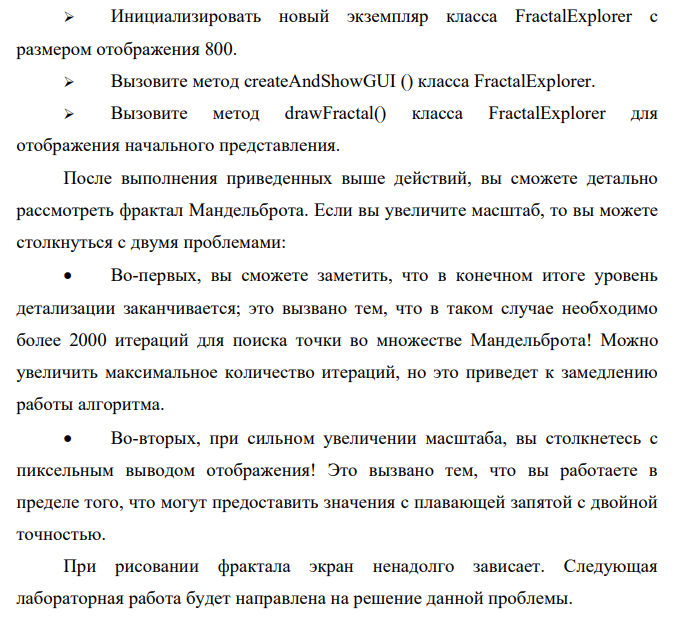 ➢ Инициализировать новый экземпляр класса FractalExplorer с
размером отображения 800.
➢ Вызовите метод createAndShowGUI () класса FractalExplorer.
➢ Вызовите метод drawFractal() класса FractalExplorer для
отображения начального представления.
После выполнения приведенных выше действий, вы сможете детально
рассмотреть фрактал Мандельброта. Если вы увеличите масштаб, то вы можете
столкнуться с двумя проблемами:
• Во-первых, вы сможете заметить, что в конечном итоге уровень
детализации заканчивается; это вызвано тем, что в таком случае необходимо
более 2000 итераций для поиска точки во множестве Мандельброта! Можно
увеличить максимальное количество итераций, но это приведет к замедлению
работы алгоритма.
• Во-вторых, при сильном увеличении масштаба, вы столкнетесь с
пиксельным выводом отображения! Это вызвано тем, что вы работаете в
пределе того, что могут предоставить значения с плавающей запятой с двойной
точностью.
При рисовании фрактала экран ненадолго зависает. Следующая
лабораторная работа будет направлена на решение данной проблемы.